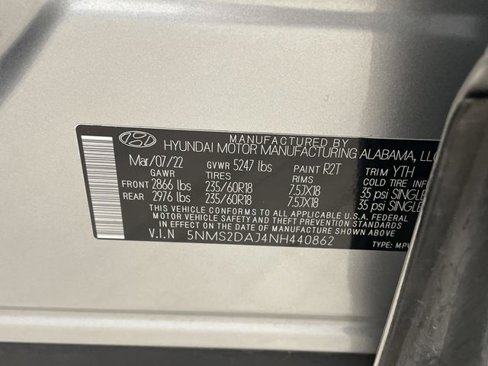 MANUFACTURED BY
HYUNDAI MOTOR MANUFACTURING ALABAMA, LLC
Mar/07/22 GVWR 5247 lbs PAINT R2T TRIM YTH
GAWR TIRES RIMS COLD TIRE
FRONT 2866 lbs 235/60R18 7.5JX18 35 psi SINGLE
REAR 2976 lbs 235/60R18 7.5JX18 35 psi SINGLE
THIS VEHICLE CONFORMS TO ALL APPLICABLE U.S.A. FEDERAL
MOTOR VEHICLE SAFETY AND THEFT PREVENTION STANDARDS
IN EFFECT ON THE DATE OF MANUFACTURE SHOWN ABOVE
V.I.N 5NMS2DAJ4NH440862 TYPE: MPV